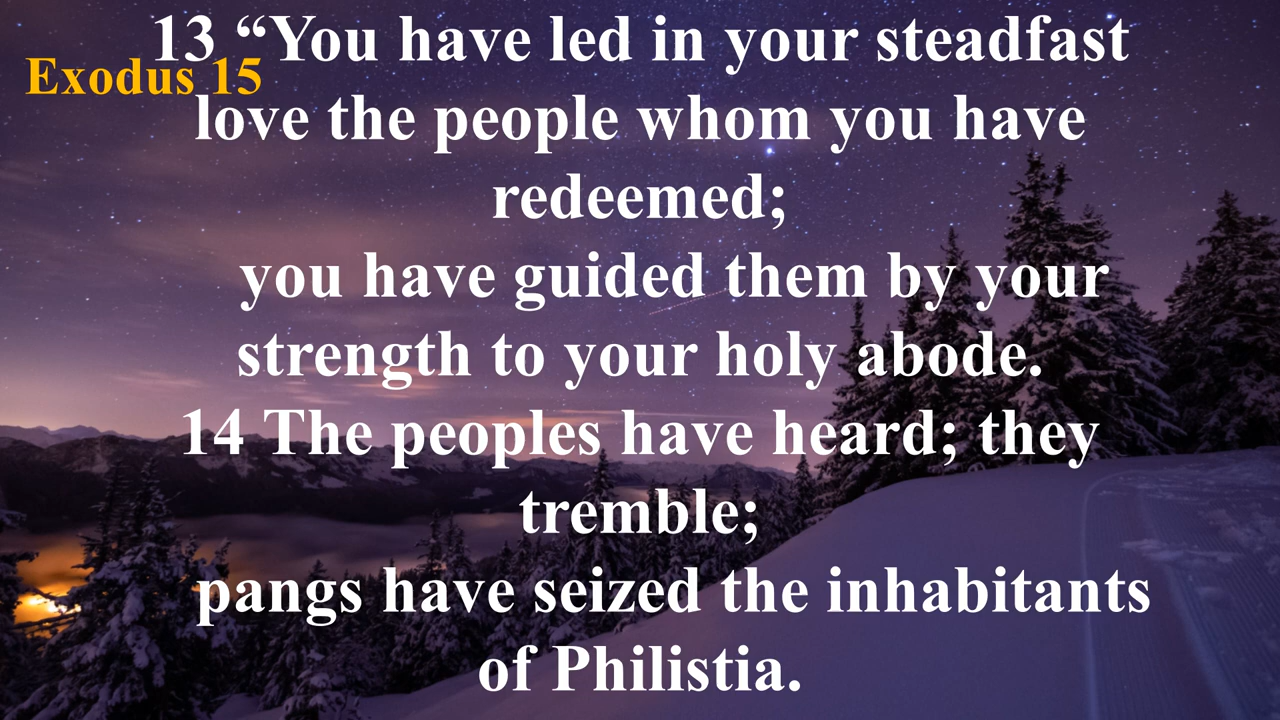 Exodus 15
13 “You have led in your steadfast
love the people whom you have
redeemed;
you have guided them by your
strength to your holy abode.
14 The peoples have heard; they
tremble;
pangs have seized the inhabitants
of Philistia.